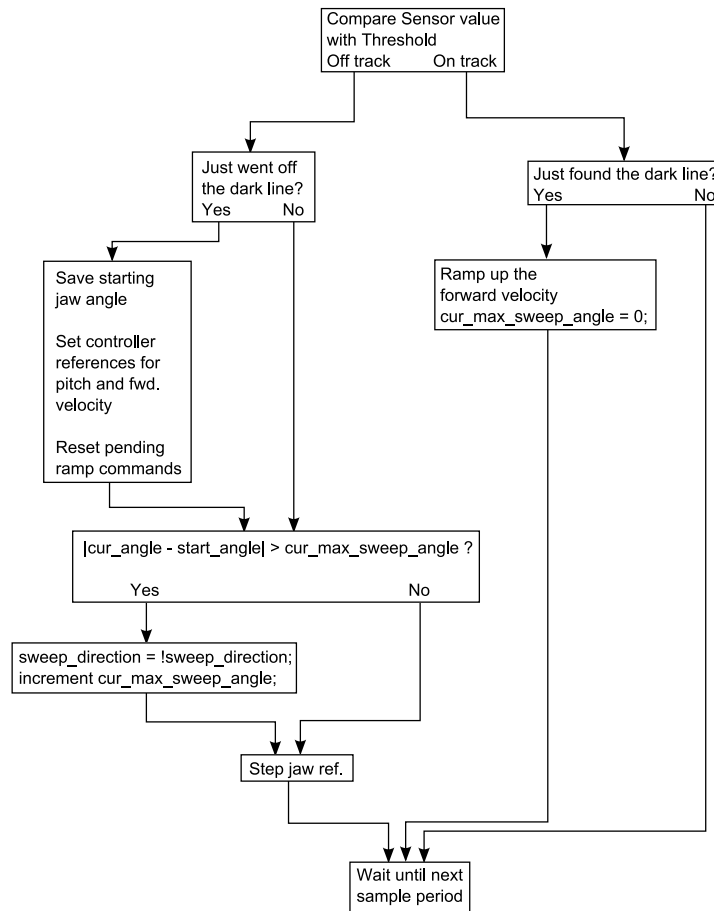 Compare Sensor value
with Threshold
Off track On track
Just went off
the dark line?
Yes No
Just found the dark line?
Yes No
Save starting
jaw angle
Set controller
references for
pitch and fwd.
velocity
Reset pending
ramp commands
Ramp up the
forward velocity
cur_max_sweep_angle = 0;
|cur_angle - start_angle| > cur_max_sweep_angle ?
Yes No
sweep_direction = !sweep_direction;
increment cur_max_sweep_angle;
Step jaw ref.
Wait until next
sample period